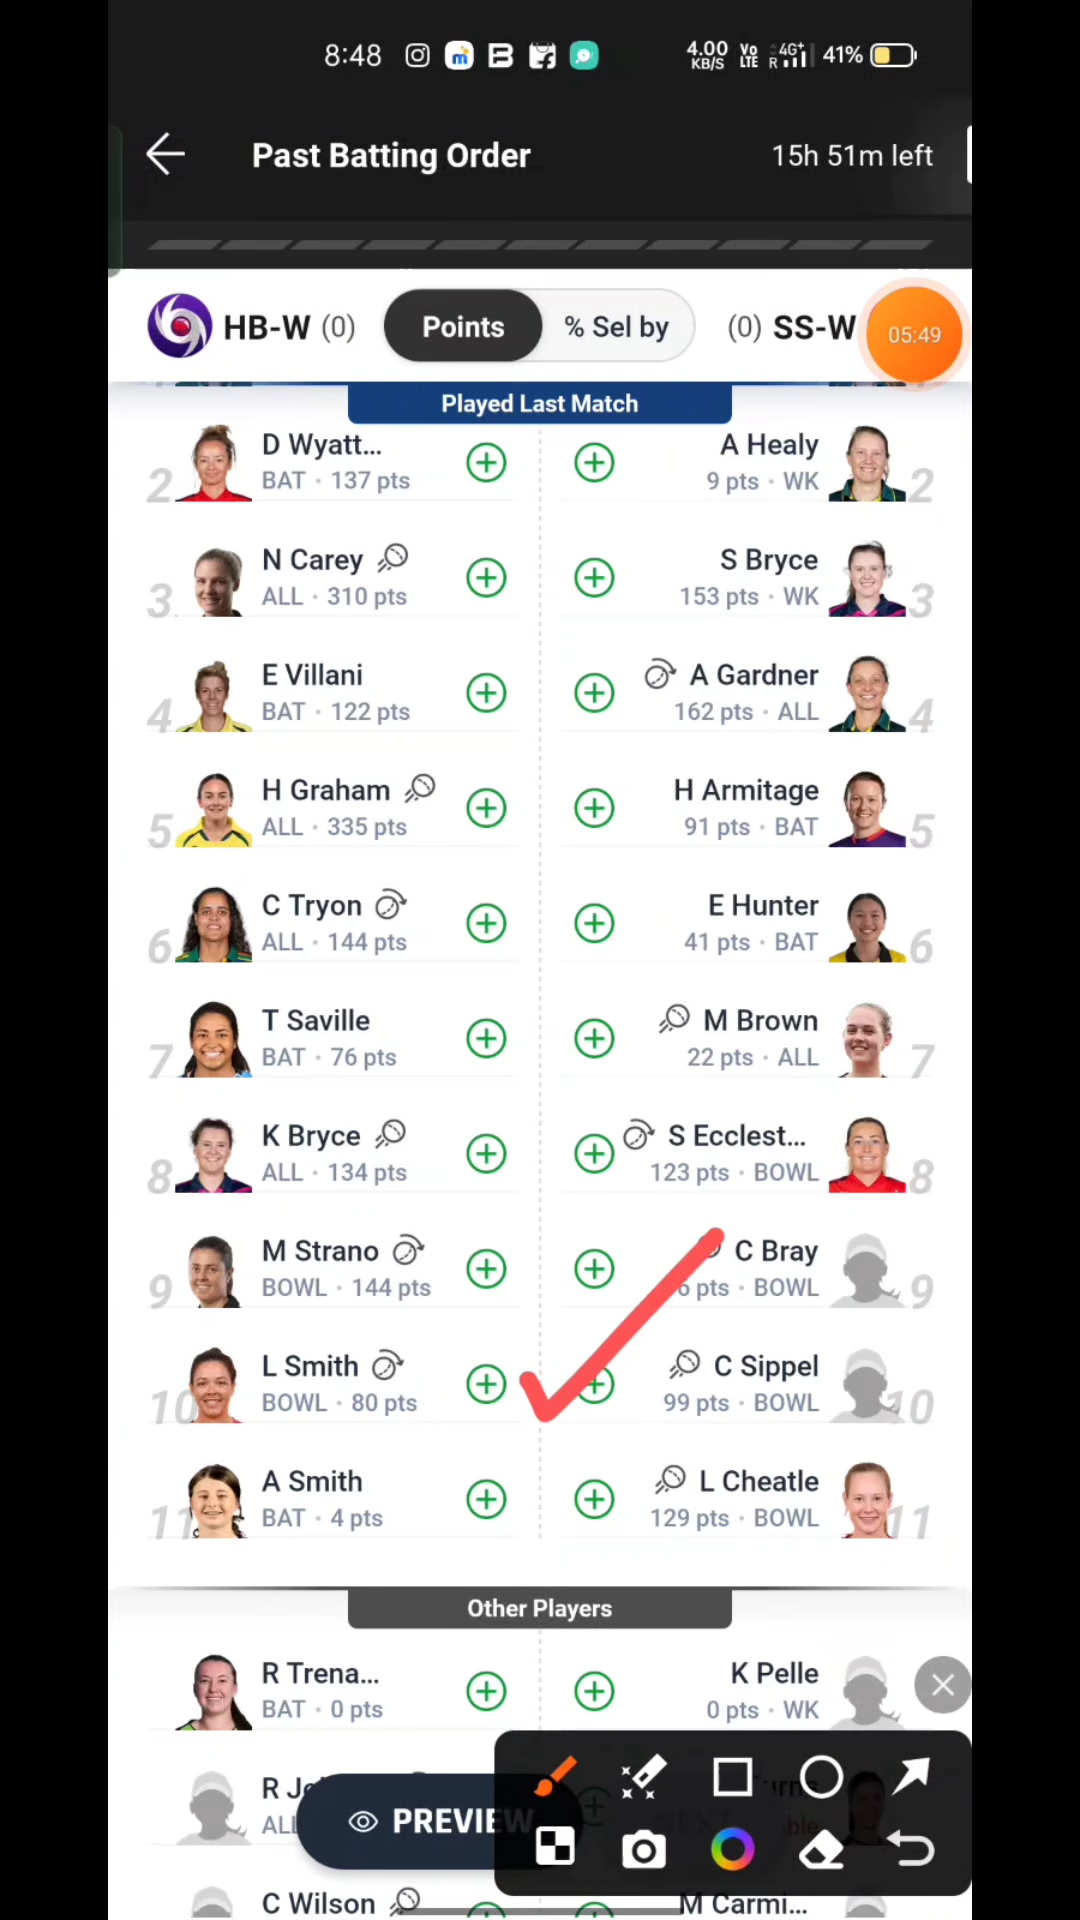 8:48
4.00 KB/S Vo LTE R 4G+ 41%
Past Batting Order
15h 51m left
HB-W (0)
Points
% Sel by
(0) SS-W
05:49
Played Last Match
2 D Wyatt...
BAT · 137 pts
A Healy 2
9 pts · WK
3 N Carey
ALL · 310 pts
S Bryce 3
153 pts · WK
4 E Villani
BAT · 122 pts
A Gardner 4
162 pts · ALL
5 H Graham
ALL · 335 pts
H Armitage 5
91 pts · BAT
6 C Tryon
ALL · 144 pts
E Hunter 6
41 pts · BAT
7 T Saville
BAT · 76 pts
M Brown 7
22 pts · ALL
8 K Bryce
ALL · 134 pts
S Ecclest... 8
123 pts · BOWL
9 M Strano
BOWL · 144 pts
C Bray 9
pts · BOWL
10 L Smith
BOWL · 80 pts
C Sippel 10
99 pts · BOWL
11 A Smith
BAT · 4 pts
L Cheatle 11
129 pts · BOWL
Other Players
R Trena...
BAT · 0 pts
K Pelle
0 pts · WK
PREVIEW
C Wilson
M Carmi...